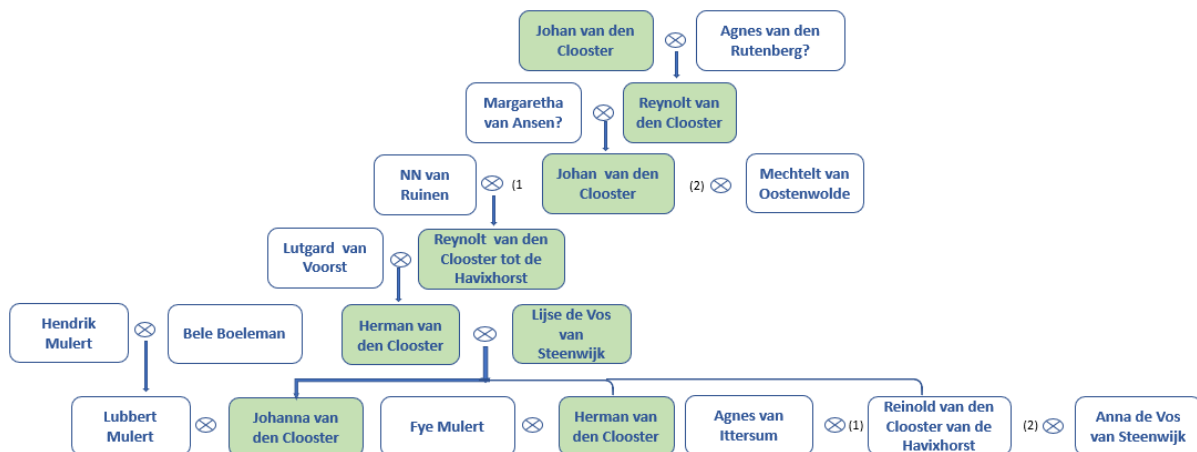 Johan van den
Clooster
Agnes van den
Rutenberg?
Margaretha
van Ansen?
Reynolt van
den Clooster
NN van
Ruinen
(1
Johan van den
Clooster
(2)
Mechtelt van
Oostenwolde
Lutgard van
Voorst
Reynolt van den
Clooster tot de
Havixhorst
Hendrik
Mulert
Bele Boeleman
Herman van
den Clooster
Lijse de Vos
van
Steenwijk
Lubbert
Mulert
Johanna van
den Clooster
Fye Mulert
Herman van
den Clooster
Agnes van
Ittersum
(1)
Reinold van den
Clooster van de
Havixhorst
(2)
Anna de Vos
van Steenwijk